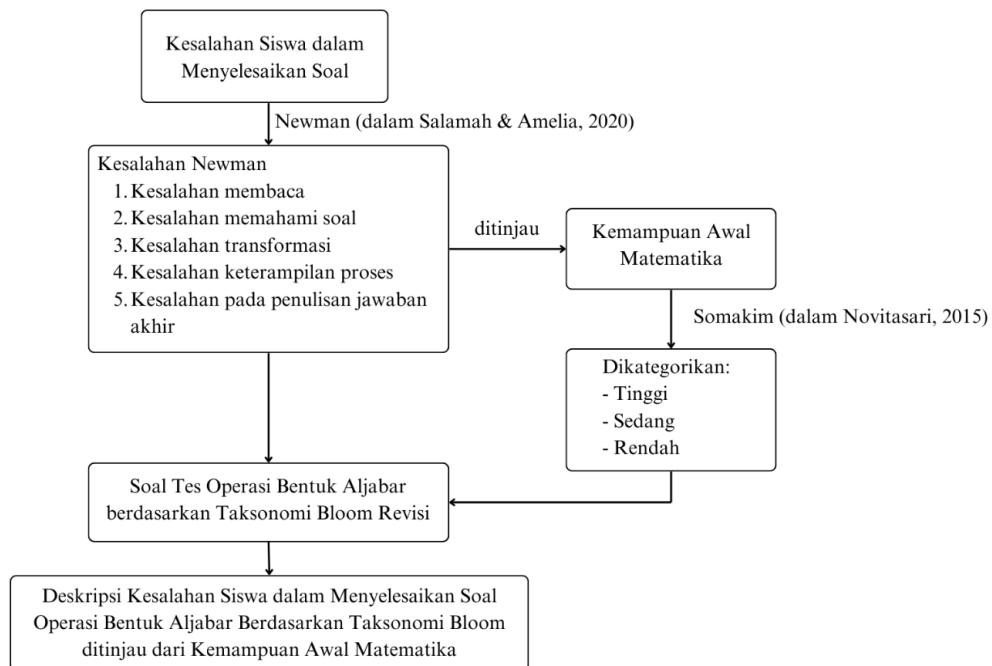 Kesalahan Siswa dalam
Menyelesaikan Soal
Newman (dalam Salamah & Amelia, 2020)
Kesalahan Newman
1. Kesalahan membaca
2. Kesalahan memahami soal
3. Kesalahan transformasi
4. Kesalahan keterampilan proses
5. Kesalahan pada penulisan jawaban
akhir
ditinjau
Kemampuan Awal
Matematika
Somakim (dalam Novitasari, 2015)
Dikategorikan:
- Tinggi
- Sedang
- Rendah
Soal Tes Operasi Bentuk Aljabar
berdasarkan Taksonomi Bloom Revisi
Deskripsi Kesalahan Siswa dalam Menyelesaikan Soal
Operasi Bentuk Aljabar Berdasarkan Taksonomi Bloom
ditinjau dari Kemampuan Awal Matematika